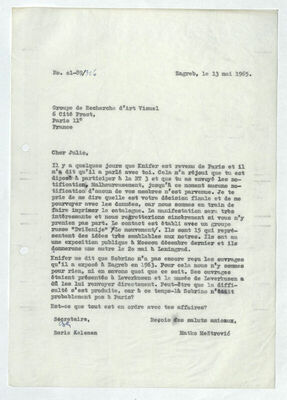 No. 01-89/
Zagreb, le 13 mai 1965.
Groupe de Recherche d'Art Visuel
6 Cité Prost,
Paris 11e
France
Cher Julio,
Il y a quelques jours que Knifer est revenu de Paris et il
m'a dit qu'il a parlé avec toi. Cela m'a réjoui que tu est
diposé à participer à la NT 3 et que tu as envoyé les no-
tification. Malheureusement, jusqu'à ce moment aucune no-
tification d'aucun de vos membres n'est parvenue. Je te
prie de me dire quelle est votre décision finale et de me
pourvoyer avec les données, car nous sommes en train de
faire imprimer le catalogue. La manifestation sera très
intéressante et nous regretterions sincèrement si vous n'y
preniez pas part. Le contact est établi avec un groupe
russe "Dviženije" /le mouvement/. Ils sont 15 qui repré-
sentent des idées très semblables aux notres. Ils ont eu
une exposition publique à Moscou décembre dernier et ils
donnerons une autre le 2o mai à Leningrad.
Knifer me dit que Sobrino n'a pas encore reçu les ouvrages
qu'il a exposé à Zagreb en 1963. Pour cela nous n'y sommes
pour rien, ni en savons quoi que ce soit. Ses ouvrages
étaient présentés à Leverkusen et le musée de Leverkusen a
dû les lui renvoyer directement. Peut-être que la diffi-
culté s'est produite, car à ce temps-là Sobrino n'était
probablement pas à Paris?
Est-ce que tout est en ordre avec tes affaires?
Secrétaire,
Reçois des saluts amicaux,
Boris Kelemen
Matko Meštrović